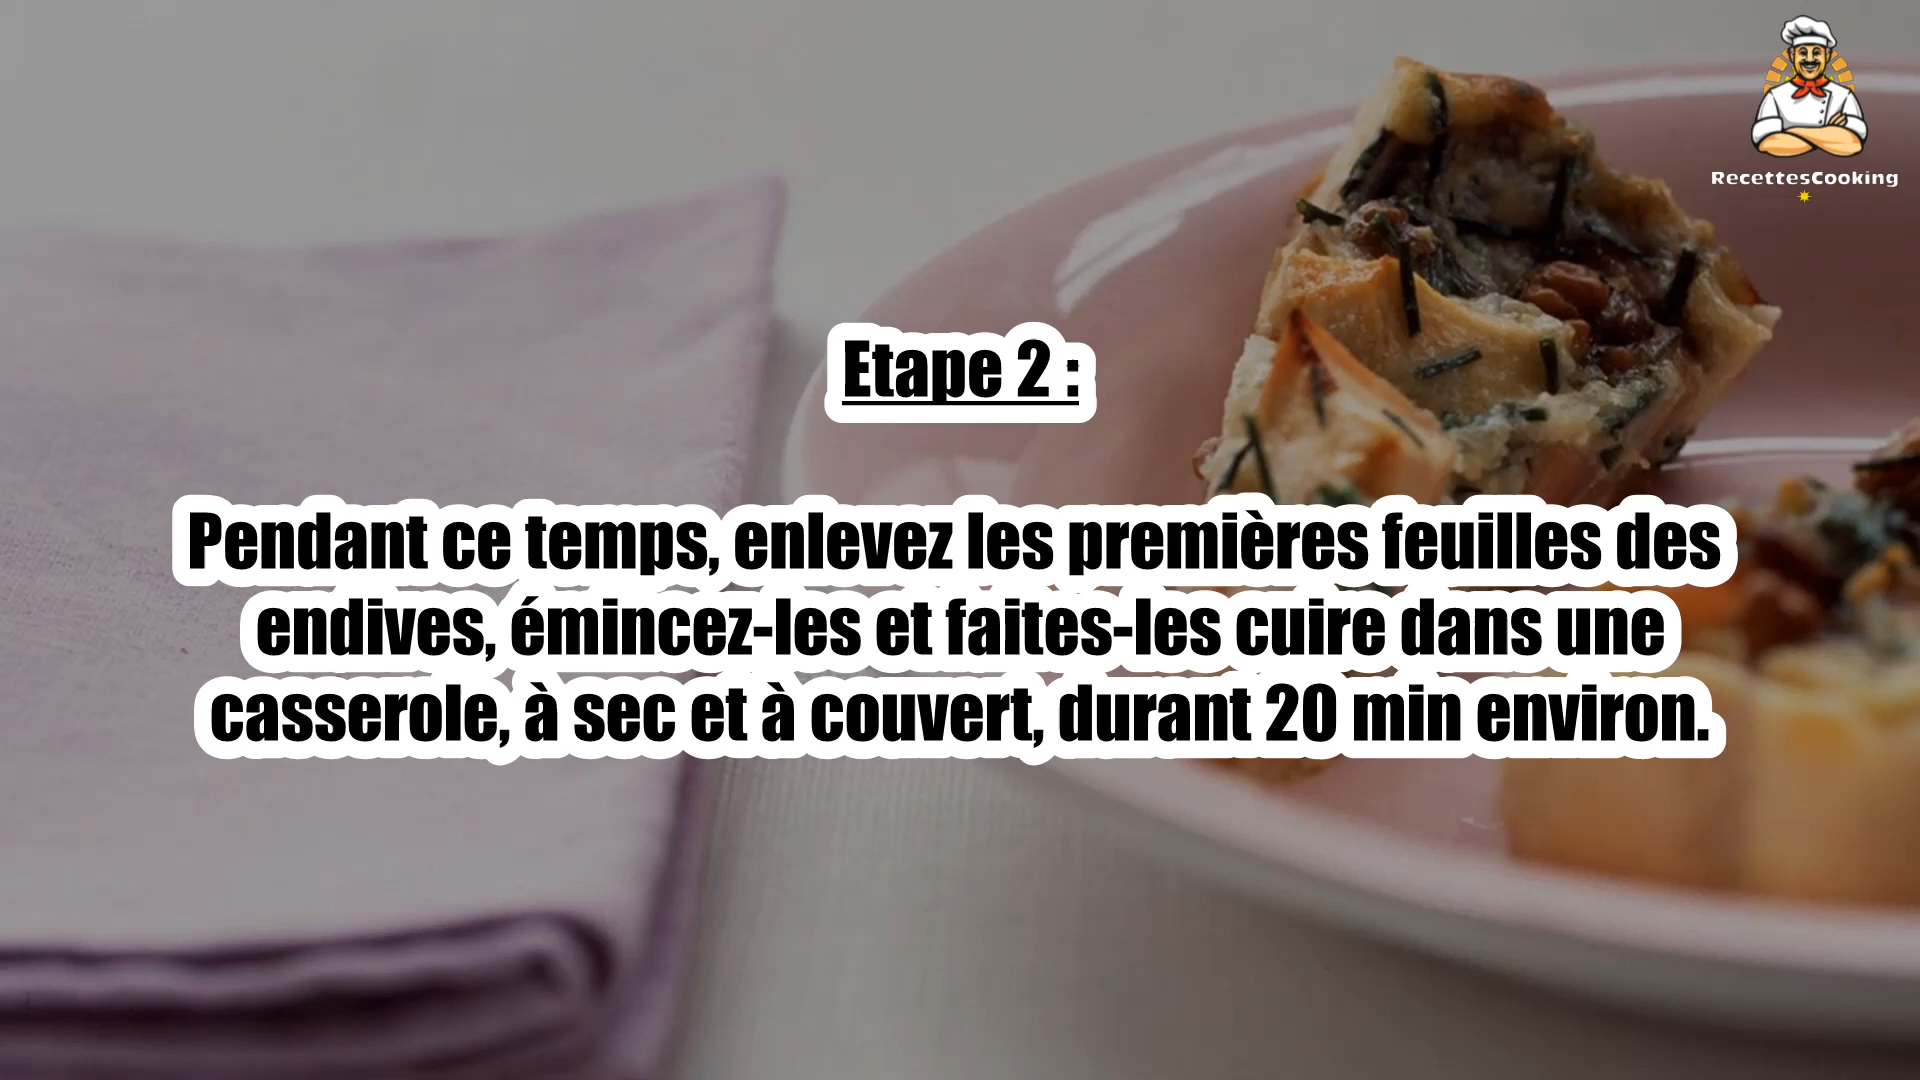 RecettesCooking
Etape 2 :
Pendant ce temps, enlevez les premières feuilles des
endives, émincez-les et faites-les cuire dans une
casserole, à sec et à couvert, durant 20 min environ.